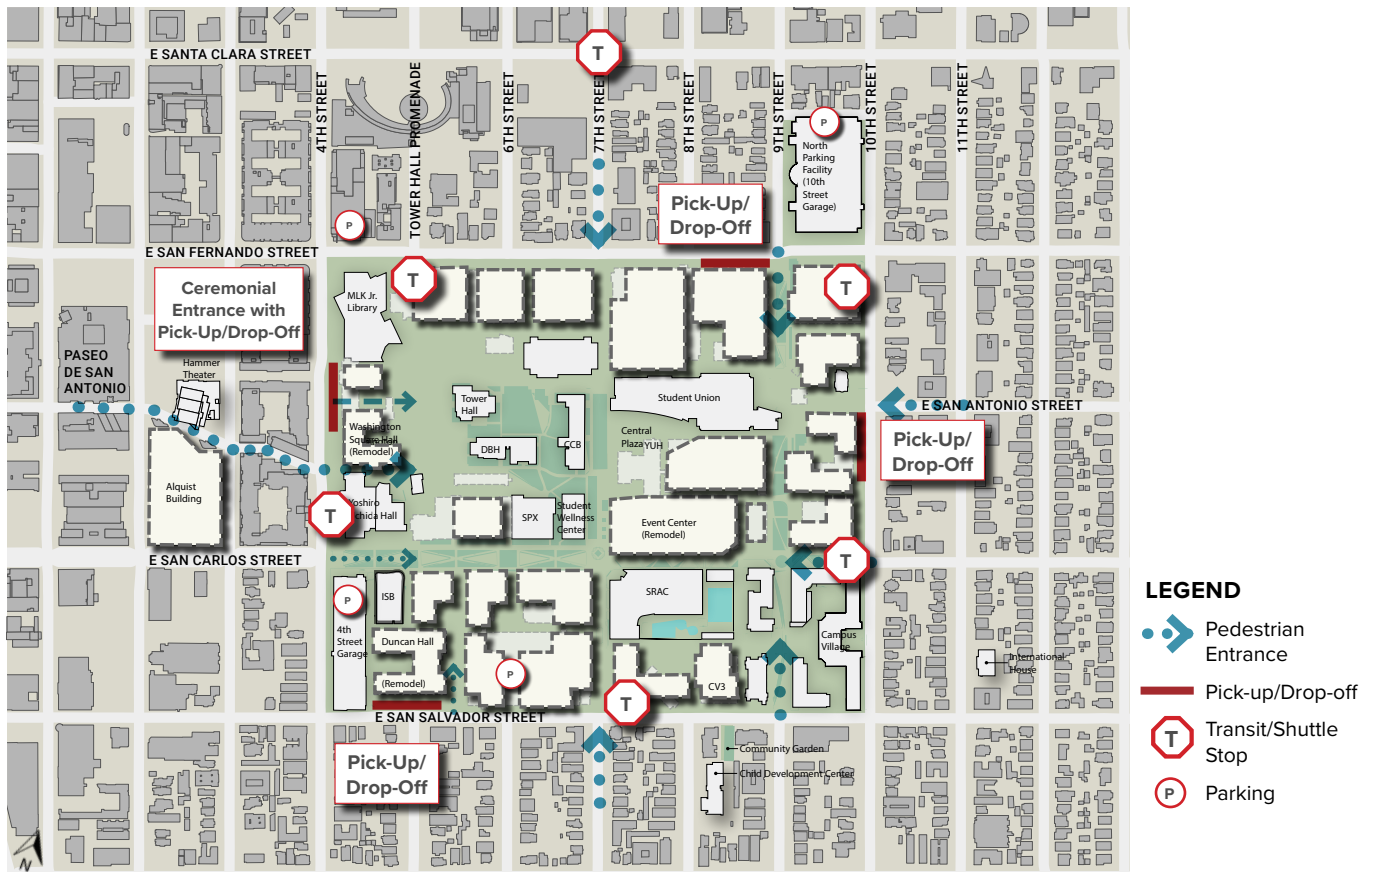 E SANTA CLARA STREET
T
4TH STREET
TOWER HALL PROMENADE
6TH STREET
7TH STREET
8TH STREET
9TH STREET
10TH STREET
11TH STREET
P
North
Parking
Facility
(10th
Street
Garage)
P
Pick-Up/
Drop-Off
E SAN FERNANDO STREET
Ceremonial
Entrance with
Pick-Up/Drop-Off
MLK Jr.
Library
T
T
PASEO
DE SAN
ANTONIO
Hammer
Theater
Tower
Hall
Student Union
E SAN ANTONIO STREET
Washington
Square Hall
(Remodel)
DBH
CCB
Central
Plaza
YUH
Pick-Up/
Drop-Off
Alquist
Building
T
Yoshiro
Uchida Hall
SPX
Student
Wellness
Center
Event Center
(Remodel)
E SAN CARLOS STREET
T
P
ISB
SRAC
4th
Street
Garage
Duncan Hall
(Remodel)
P
CV3
Campus
Village
International
House
T
E SAN SALVADOR STREET
Pick-Up/
Drop-Off
Community Garden
Child Development Center
N
LEGEND
Pedestrian
Entrance
Pick-up/Drop-off
T
Transit/Shuttle
Stop
P
Parking